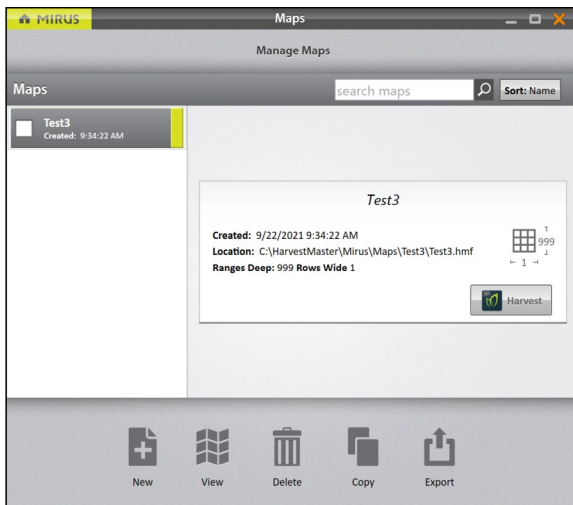 MIRUS
Maps
Manage Maps
Maps
search maps
Sort: Name
Test3
Created: 9:34:22 AM
Test3
Created: 9/22/2021 9:34:22 AM
Location: C:\HarvestMaster\Mirus\Maps\Test3\Test3.hmf
Ranges Deep: 999 Rows Wide 1
999
1
Harvest
New
View
Delete
Copy
Export